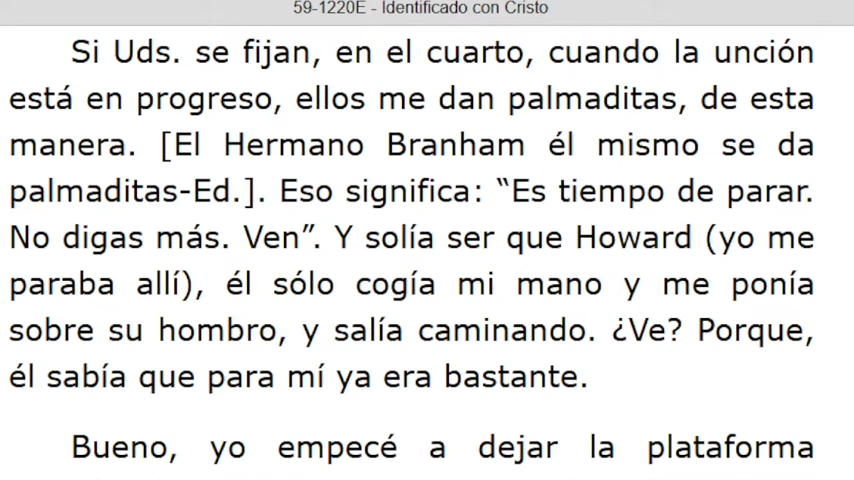 59-1220E - Identificado con Cristo
Si Uds. se fijan, en el cuarto, cuando la unción
está en progreso, ellos me dan palmaditas, de esta
manera. [El Hermano Branham él mismo se da
palmaditas-Ed.]. Eso significa: “Es tiempo de parar.
No digas más. Ven”. Y solía ser que Howard (yo me
paraba allí), él sólo cogía mi mano y me ponía
sobre su hombro, y salía caminando. ¿Ve? Porque,
él sabía que para mí ya era bastante.
Bueno, yo empecé a dejar la plataforma